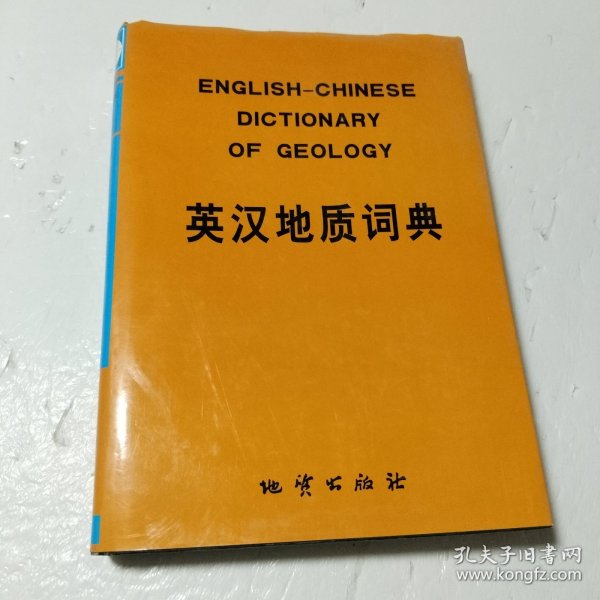 ENGLISH-CHINESE
DICTIONARY
OF GEOLOGY
英汉地质词典
地质出版社
孔夫子旧书网
www.kongfz.com